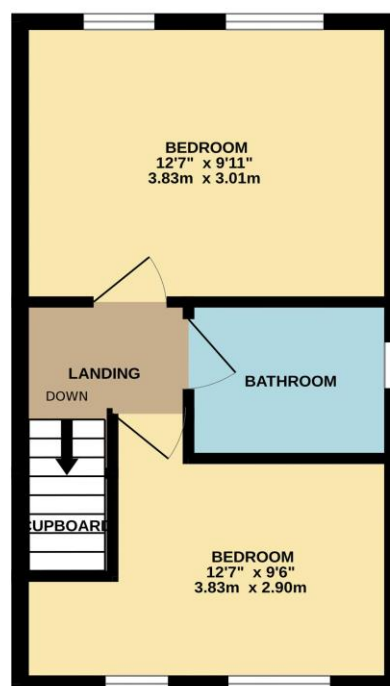 BEDROOM
12'7" x 9'11"
3.83m x 3.01m
LANDING
DOWN
BATHROOM
CUPBOARD
BEDROOM
12'7" x 9'6"
3.83m x 2.90m